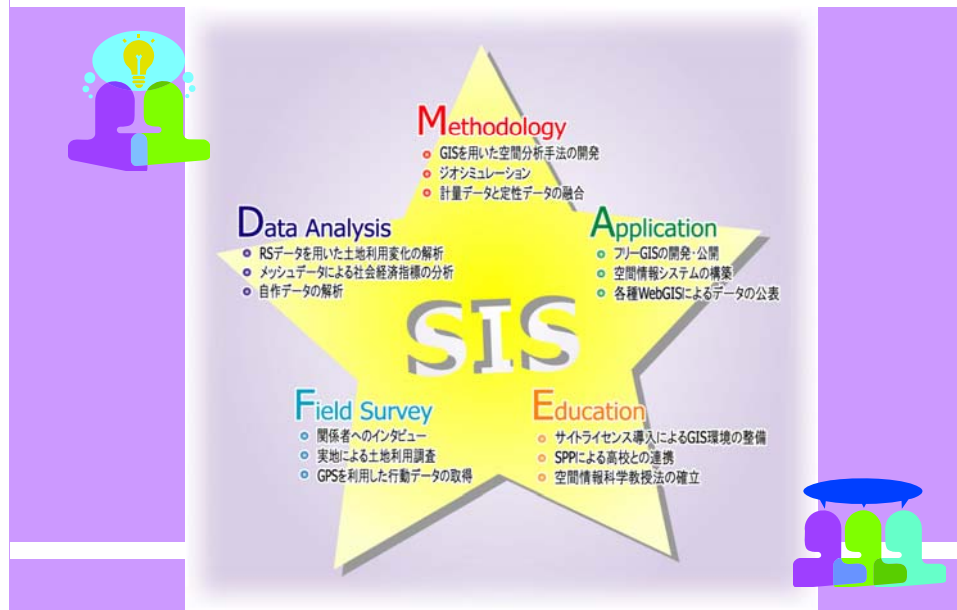 Methodology
GISを用いた空間分析手法の開発
ジオシミュレーション
計量データと定性データの融合
Data Analysis
RSデータを用いた土地利用変化の解析
メッシュデータによる社会経済指標の分析
自作データの解析
Application
フリーGISの開発・公開
空間情報システムの構築
各種WebGISによるデータの公表
SIS
Field Survey
関係者へのインタビュー
実地による土地利用調査
GPSを利用した行動データの取得
Education
サイトライセンス導入によるGIS環境の整備
SPPによる高校との連携
空間情報科学教授法の確立